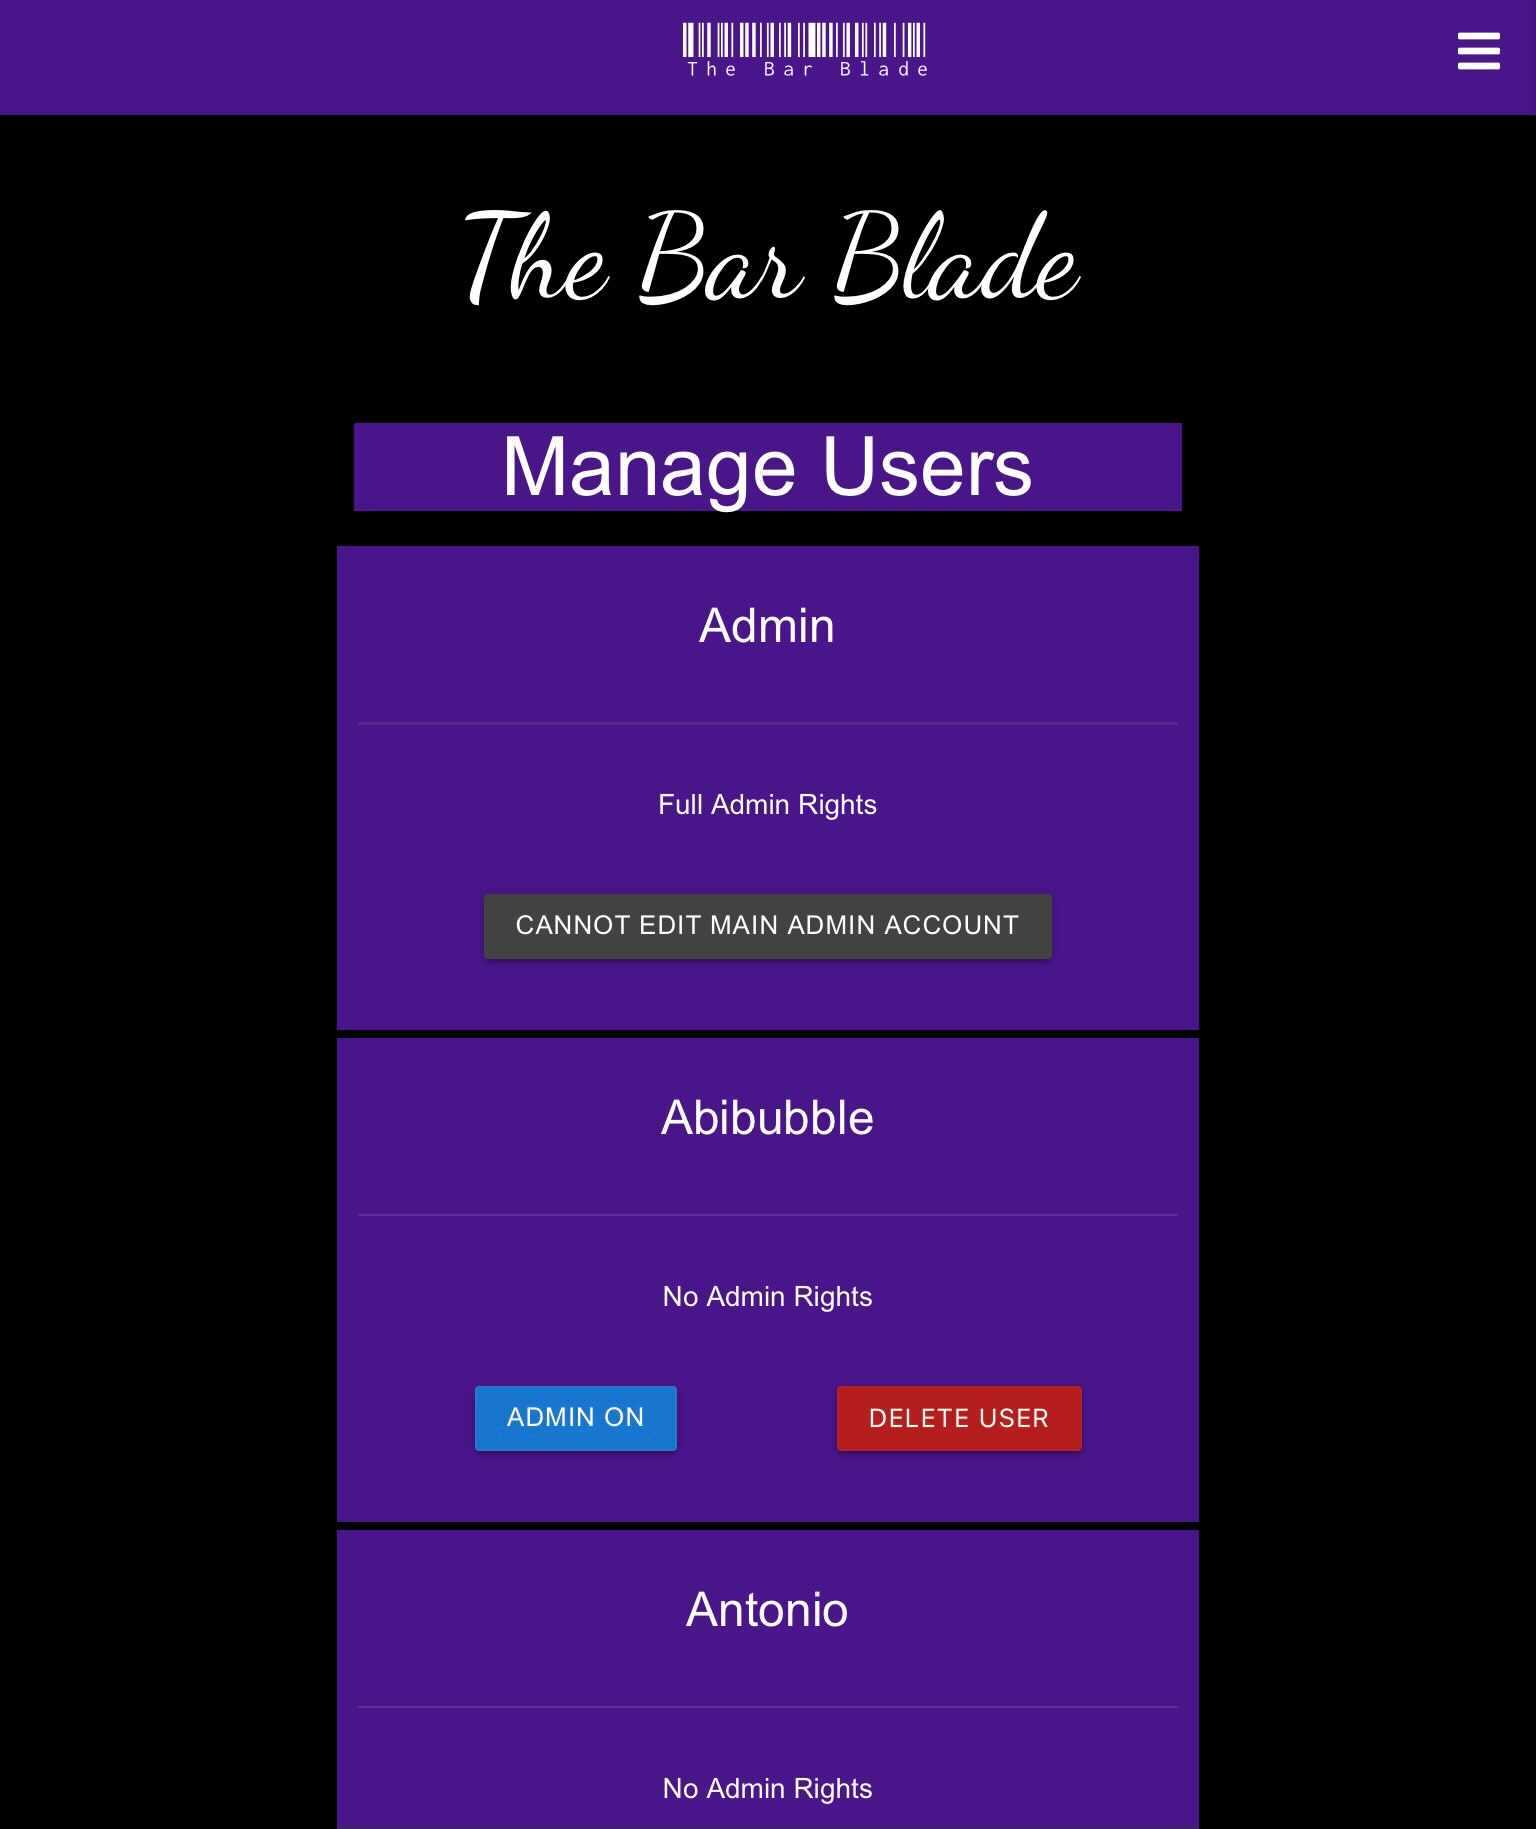 The Bar Blade
The Bar Blade
Manage Users
Admin
Full Admin Rights
CANNOT EDIT MAIN ADMIN ACCOUNT
Abibubble
No Admin Rights
ADMIN ON DELETE USER
Antonio
No Admin Rights